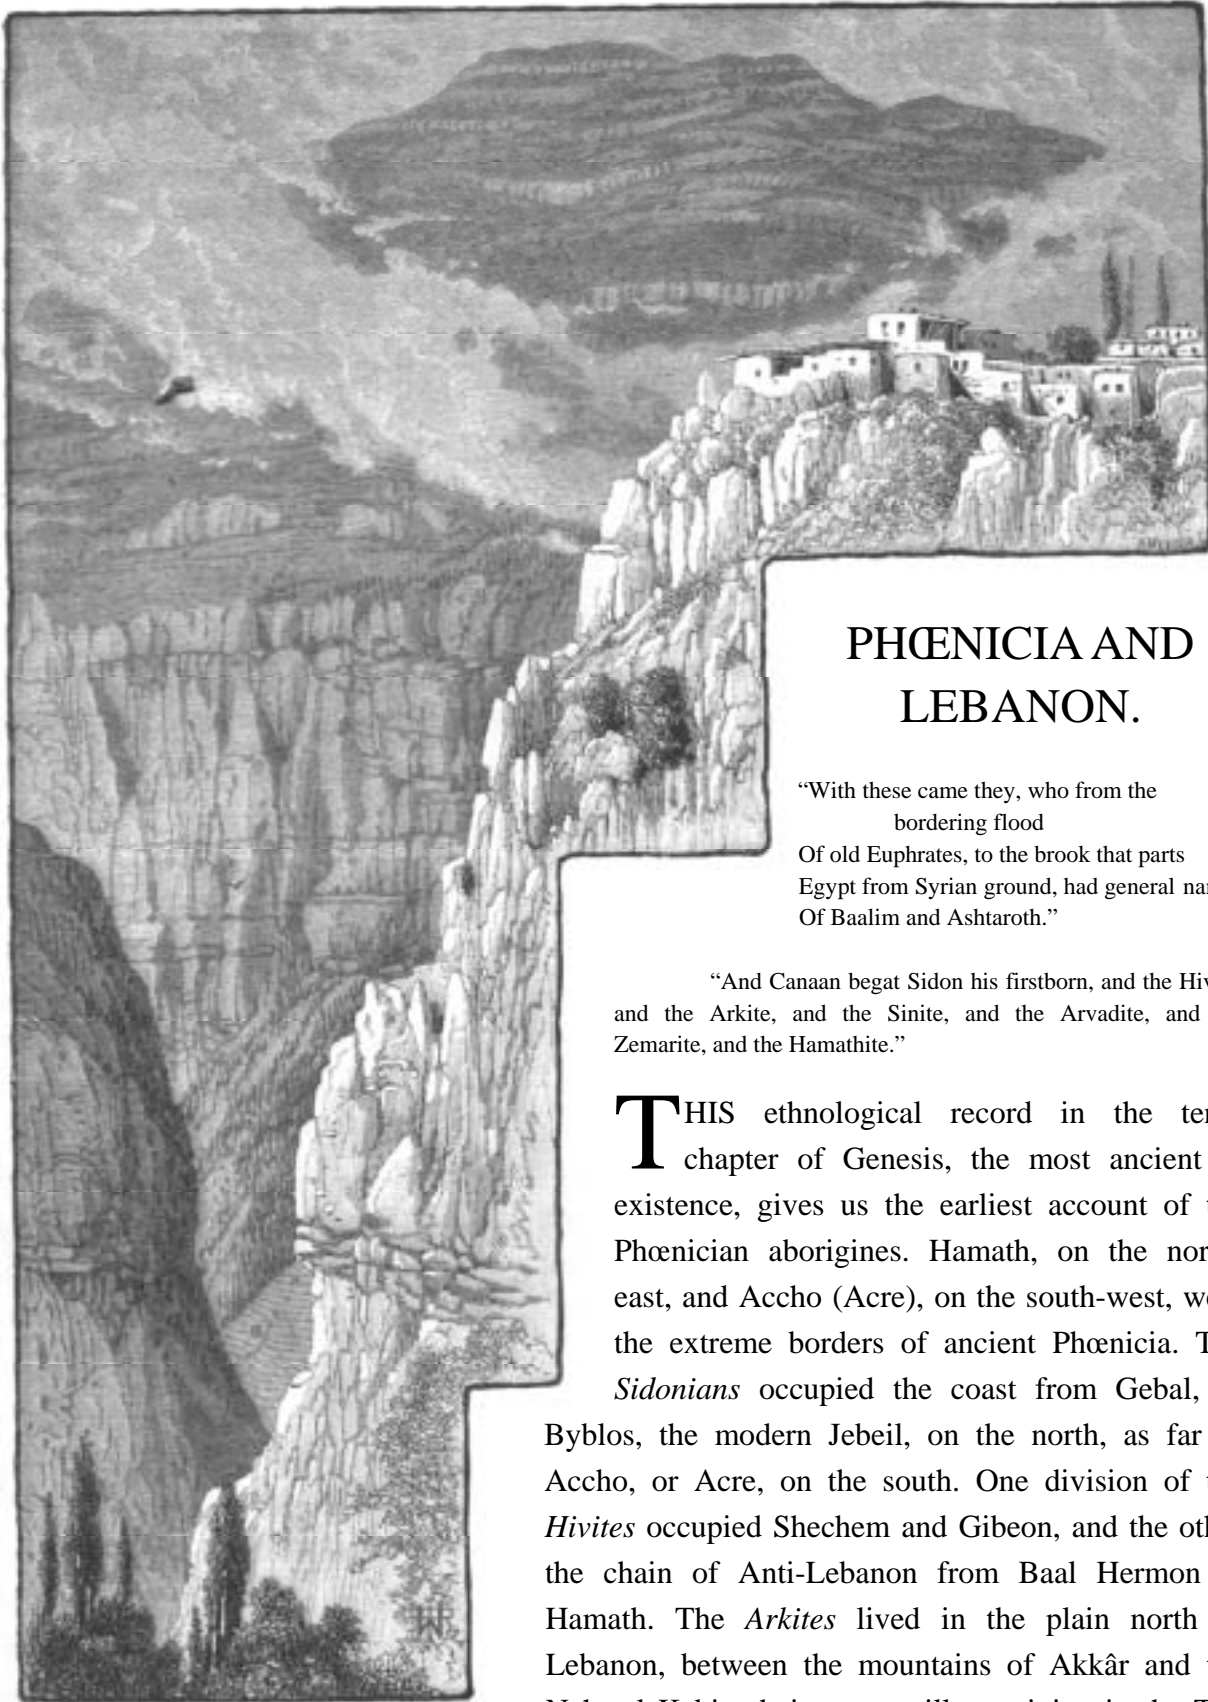 PHŒNICIA AND
LEBANON.
“With these came they, who from the
bordering flood
Of old Euphrates, to the brook that parts
Egypt from Syrian ground, had general
Of Baalim and Ashtaroth.”
“And Canaan begat Sidon his firstborn, and the
and the Arkite, and the Sinite, and the Arvadite, and
Zemarite, and the Hamathite.”
THIS ethnological record in the
chapter of Genesis, the most ancient
existence, gives us the earliest account of
Phœnician aborigines. Hamath, on the
east, and Accho (Acre), on the south-west,
the extreme borders of ancient Phœnicia.
Sidonians occupied the coast from Gebal,
Byblos, the modern Jebeil, on the north, as far
Accho, or Acre, on the south. One division of
Hivites occupied Shechem and Gibeon, and the
the chain of Anti-Lebanon from Baal Hermon
Hamath. The Arkites lived in the plain north
Lebanon, between the mountains of Akkâr and